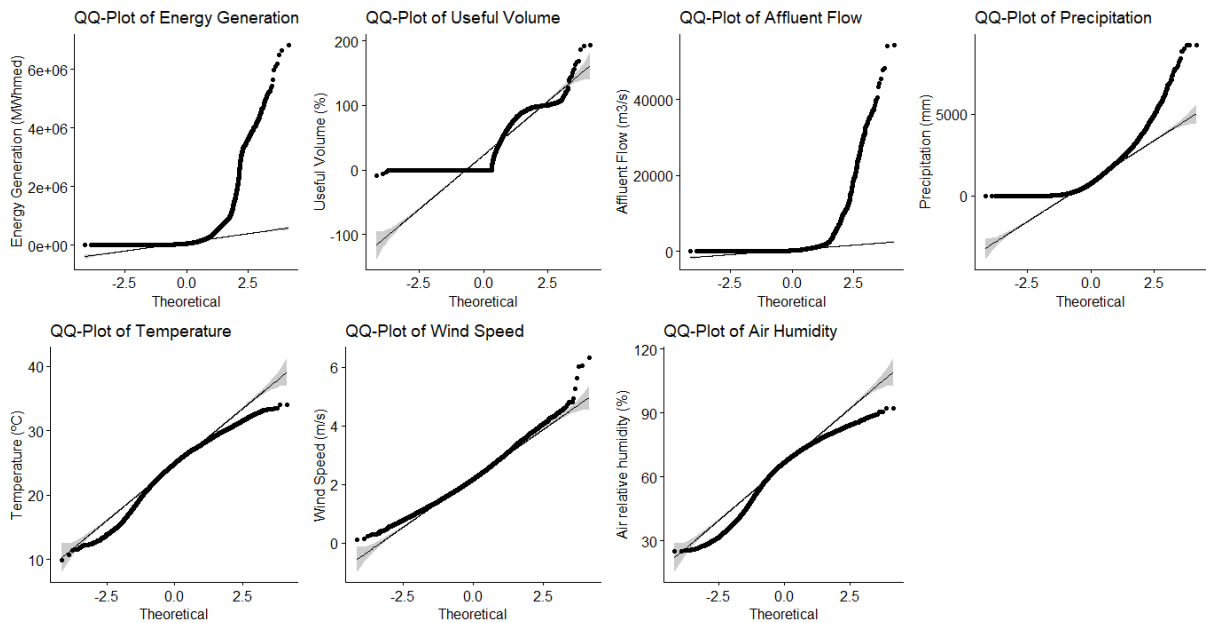 QQ-Plot of Energy Generation
Energy Generation (MWhmed)
6e+06
4e+06
2e+06
0e+00
-2.5 0.0 2.5
Theoretical
QQ-Plot of Useful Volume
Useful Volume (%)
200
100
0
-100
-2.5 0.0 2.5
Theoretical
QQ-Plot of Affluent Flow
Affluent Flow (m3/s)
40000
20000
0
-2.5 0.0 2.5
Theoretical
QQ-Plot of Precipitation
Precipitation (mm)
5000
0
-2.5 0.0 2.5
Theoretical
QQ-Plot of Temperature
Temperature (ºC)
40
30
20
10
-2.5 0.0 2.5
Theoretical
QQ-Plot of Wind Speed
Wind Speed (m/s)
6
4
2
0
-2.5 0.0 2.5
Theoretical
QQ-Plot of Air Humidity
Air relative humidity (%)
120
90
60
30
-2.5 0.0 2.5
Theoretical